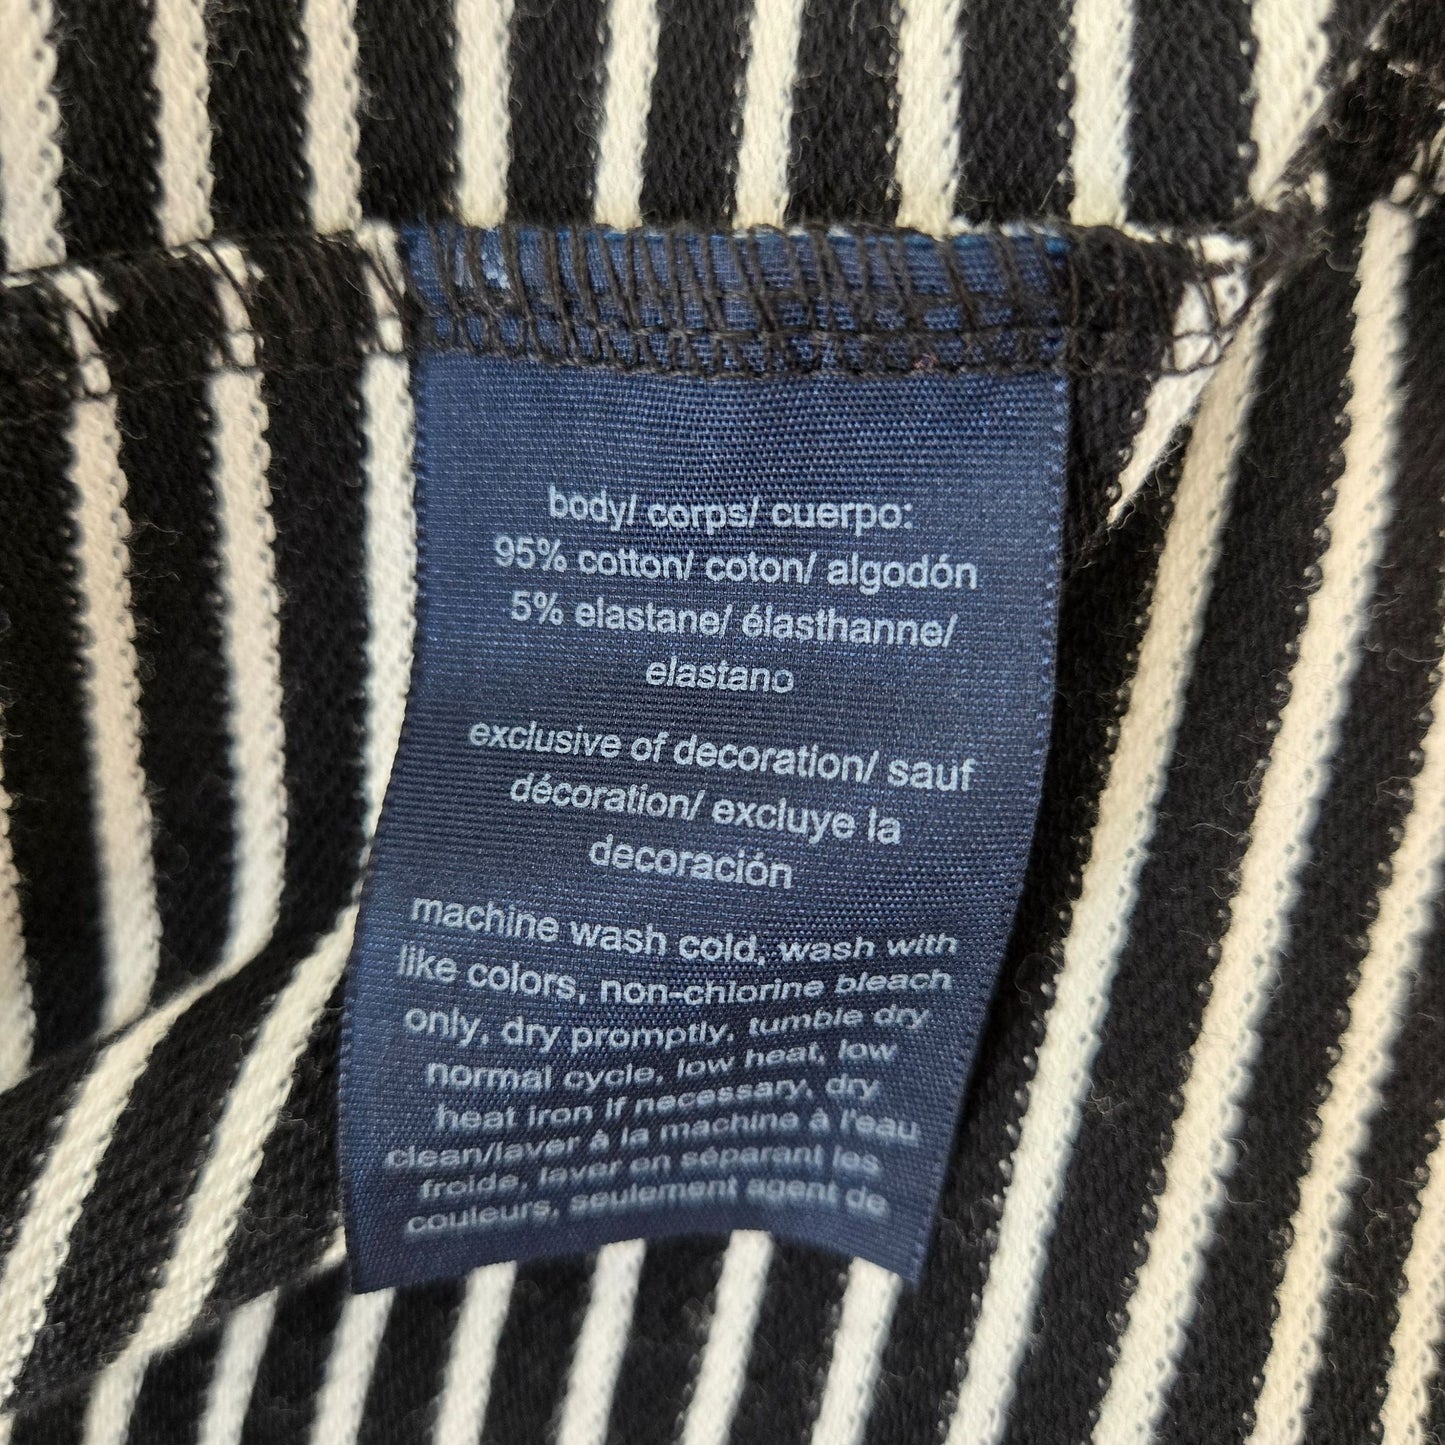 body/ corps/ cuerpo:
95% cotton/ coton/ algodón
5% elastane/ élasthanne/
elastano
exclusive of decoration/ sauf
décoration/ excluye la
decoración
machine wash cold, wash with
like colors, non-chlorine bleach
only, dry promptly, tumble dry
normal cycle, low heat, low
heat iron if necessary, dry
clean/laver à la machine à l'eau
froide, laver en séparant les
couleurs, seulement agent de